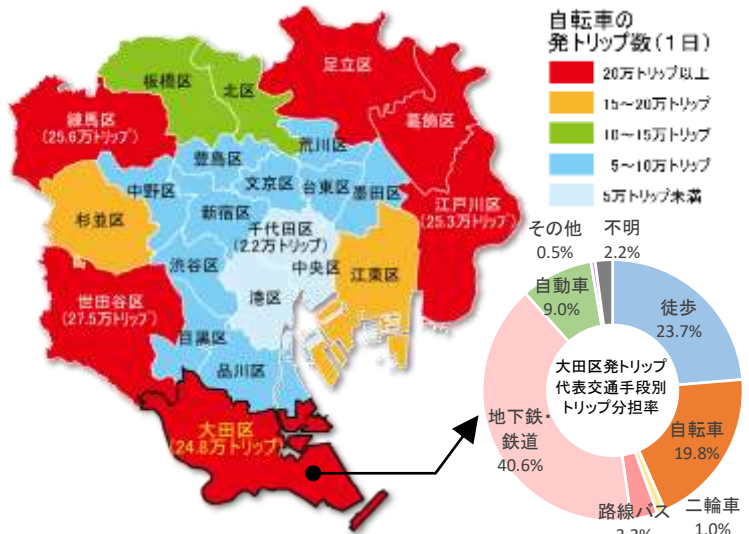 自転車の
発トリップ数(1日)
20万トリップ以上
15～20万トリップ
10～15万トリップ
5～10万トリップ
5万トリップ未満
足立区
板橋区
北区
葛飾区
練馬区
(25.6万トリップ)
荒川区
豊島区
文京区
台東区
墨田区
中野区
江戸川区
(25.3万トリップ)
杉並区
新宿区
千代田区
(2.2万トリップ)
渋谷区
中央区
江東区
港区
世田谷区
(27.5万トリップ)
目黒区
品川区
大田区
(24.8万トリップ)
その他
0.5%
不明
2.2%
自動車
9.0%
徒歩
23.7%
大田区発トリップ
代表交通手段別
トリップ分担率
地下鉄・
鉄道
40.6%
自転車
19.8%
路線バス
二輪車
1.0%